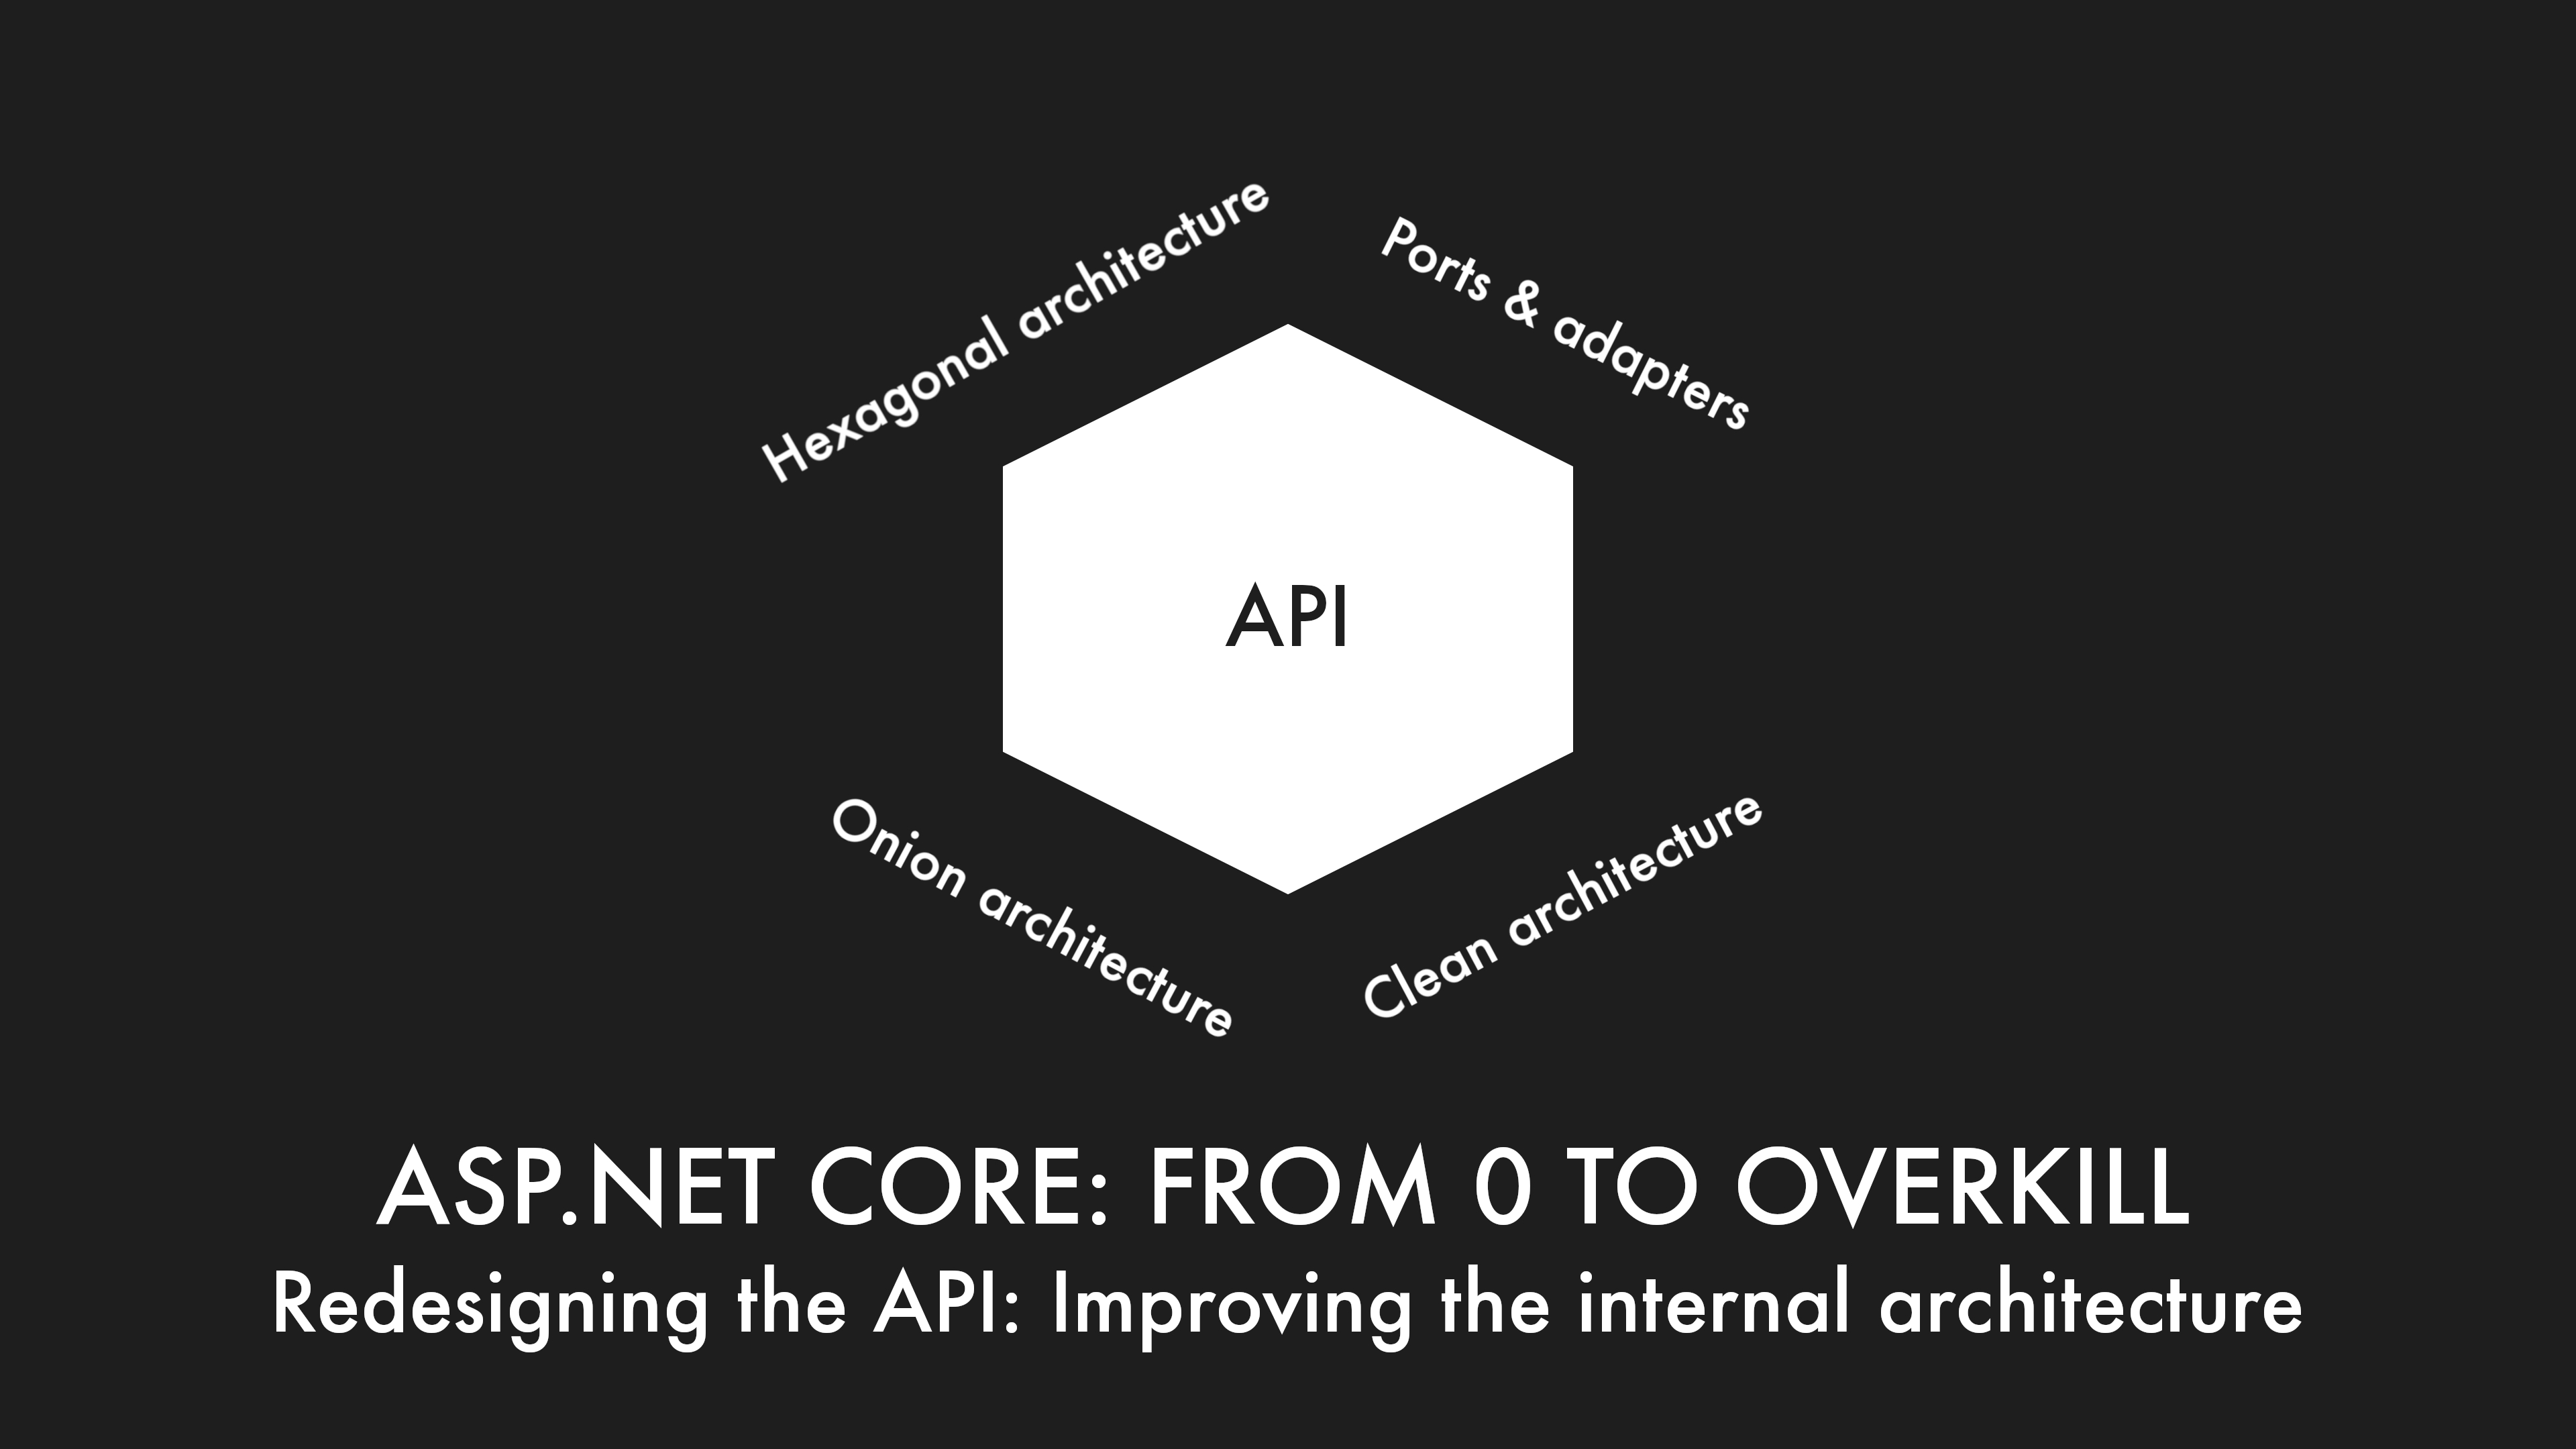 Hexagonal architecture
Ports & adapters
API
Onion architecture
Clean architecture
ASP.NET CORE: FROM 0 TO OVERKILL
Redesigning the API: Improving the internal architecture